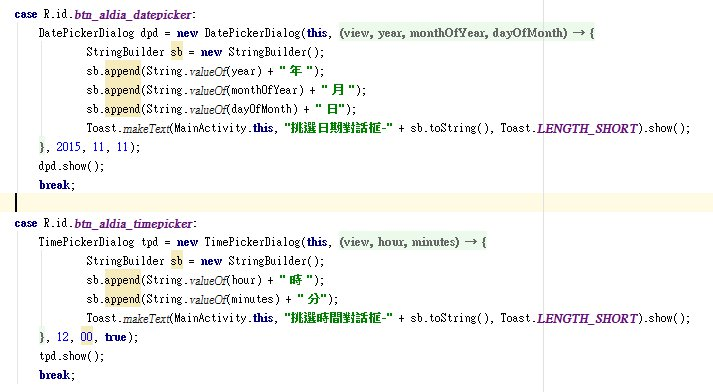 case R.id.btn_aldia_datepicker:
DatePickerDialog dpd = new DatePickerDialog(this, (view, year, monthOfYear, dayOfMonth) → {
StringBuilder sb = new StringBuilder();
sb.append(String.valueOf(year) + " 年 ");
sb.append(String.valueOf(monthOfYear) + " 月 ");
sb.append(String.valueOf(dayOfMonth) + " 日");
Toast.makeText(MainActivity.this, "挑選日期對話框-" + sb.toString(), Toast.LENGTH_SHORT).show();
}, 2015, 11, 11);
dpd.show();
break;
case R.id.btn_aldia_timepicker:
TimePickerDialog tpd = new TimePickerDialog(this, (view, hour, minutes) → {
StringBuilder sb = new StringBuilder();
sb.append(String.valueOf(hour) + " 時 ");
sb.append(String.valueOf(minutes) + " 分");
Toast.makeText(MainActivity.this, "挑選時間對話框-" + sb.toString(), Toast.LENGTH_SHORT).show();
}, 12, 00, true);
tpd.show();
break;